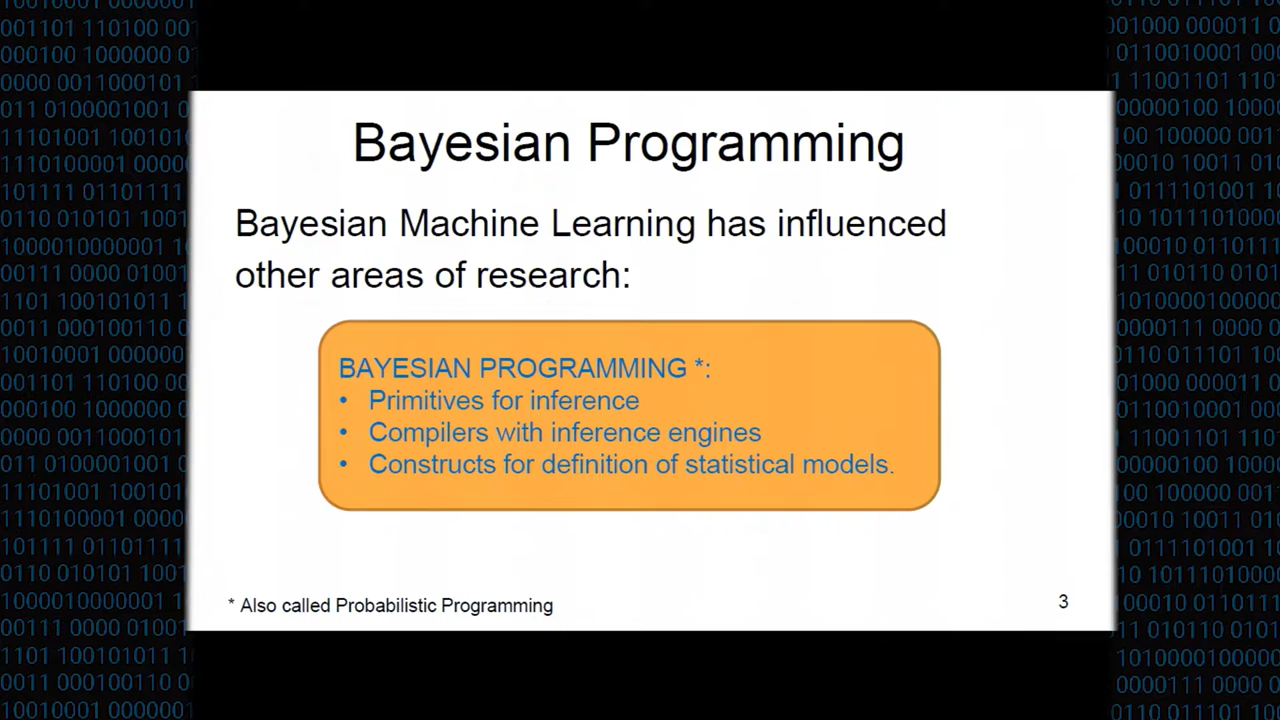 Bayesian Programming
Bayesian Machine Learning has influenced
other areas of research:
BAYESIAN PROGRAMMING *:
• Primitives for inference
• Compilers with inference engines
• Constructs for definition of statistical models.
* Also called Probabilistic Programming
3